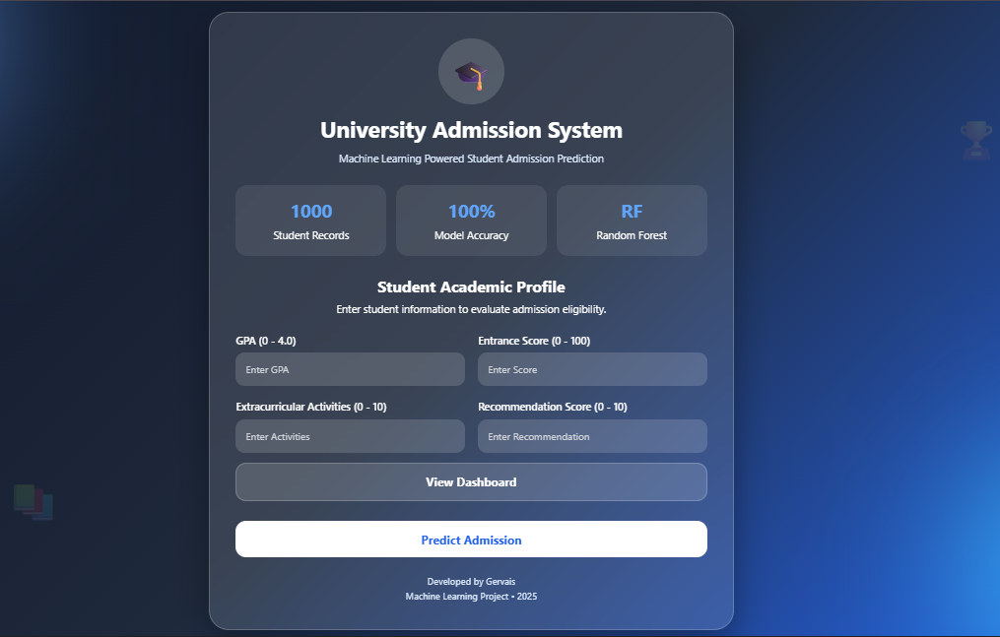 University Admission System
Machine Learning Powered Student Admission Prediction
1000
Student Records
100%
Model Accuracy
RF
Random Forest
Student Academic Profile
Enter student information to evaluate admission eligibility.
GPA (0 - 4.0)
Enter GPA
Entrance Score (0 - 100)
Enter Score
Extracurricular Activities (0 - 10)
Enter Activities
Recommendation Score (0 - 10)
Enter Recommendation
View Dashboard
Predict Admission
Developed by Gervais
Machine Learning Project • 2025